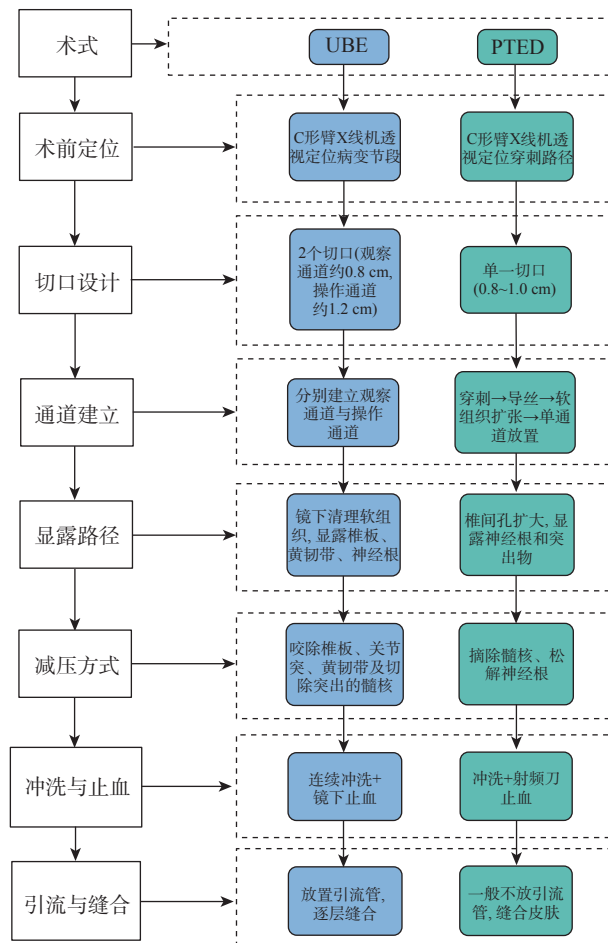 术式
UBE
PTED
术前定位
C形臂X线机透
视定位病变节段
C形臂X线机透
视定位穿刺路径
切口设计
2个切口(观察
通道约0.8 cm,
操作通道
约1.2 cm)
单一切口
(0.8~1.0 cm)
通道建立
分别建立观察
通道与操作
通道
穿刺→导丝→软
组织扩张→单通
道放置
显露路径
镜下清理软组
织, 显露椎板、
黄韧带、神经根
椎间孔扩大, 显
露神经根和突
出物
减压方式
咬除椎板、关节
突、黄韧带及切
除突出的髓核
摘除髓核、松
解神经根
冲洗与止血
连续冲洗+
镜下止血
冲洗+射频刀
止血
引流与缝合
放置引流管,
逐层缝合
一般不放引流
管, 缝合皮肤